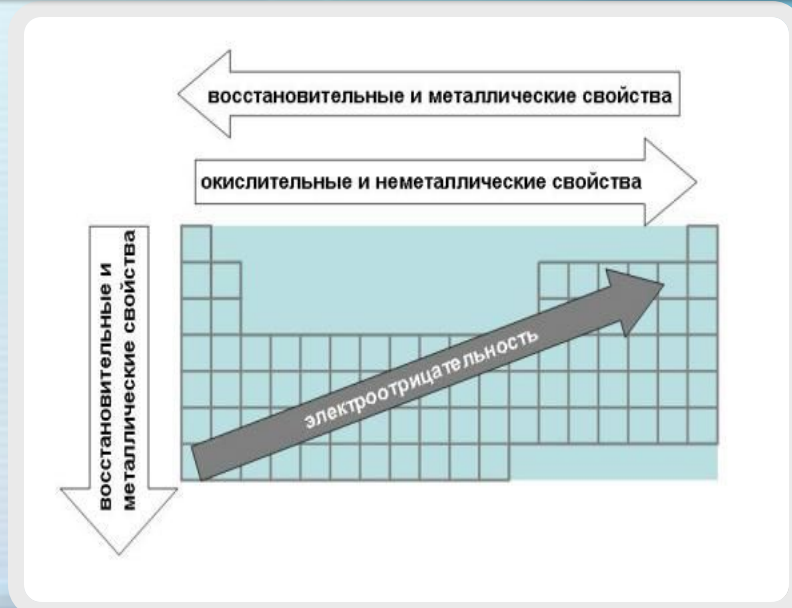 восстановительные и металлические свойства
окислительные и неметаллические свойства
восстановительные и
металлические свойства
электроотрицательность